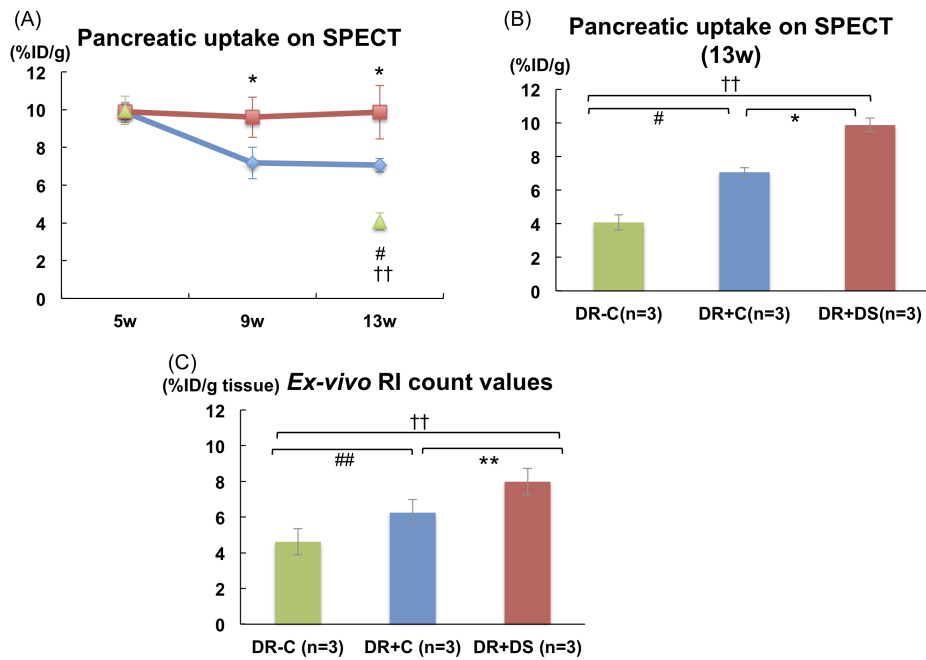 (A)
Pancreatic uptake on SPECT
(%ID/g)
12
10
8
6
4
2
0
*
*
#
††
5w
9w
13w
(B)
Pancreatic uptake on SPECT
(13w)
(%ID/g)
12
10
8
6
4
2
0
††
#
*
DR-C(n=3)
DR+C(n=3)
DR+DS(n=3)
(C)
(%ID/g tissue)
Ex-vivo RI count values
12
10
8
6
4
2
0
††
##
**
DR-C (n=3)
DR+C (n=3)
DR+DS (n=3)